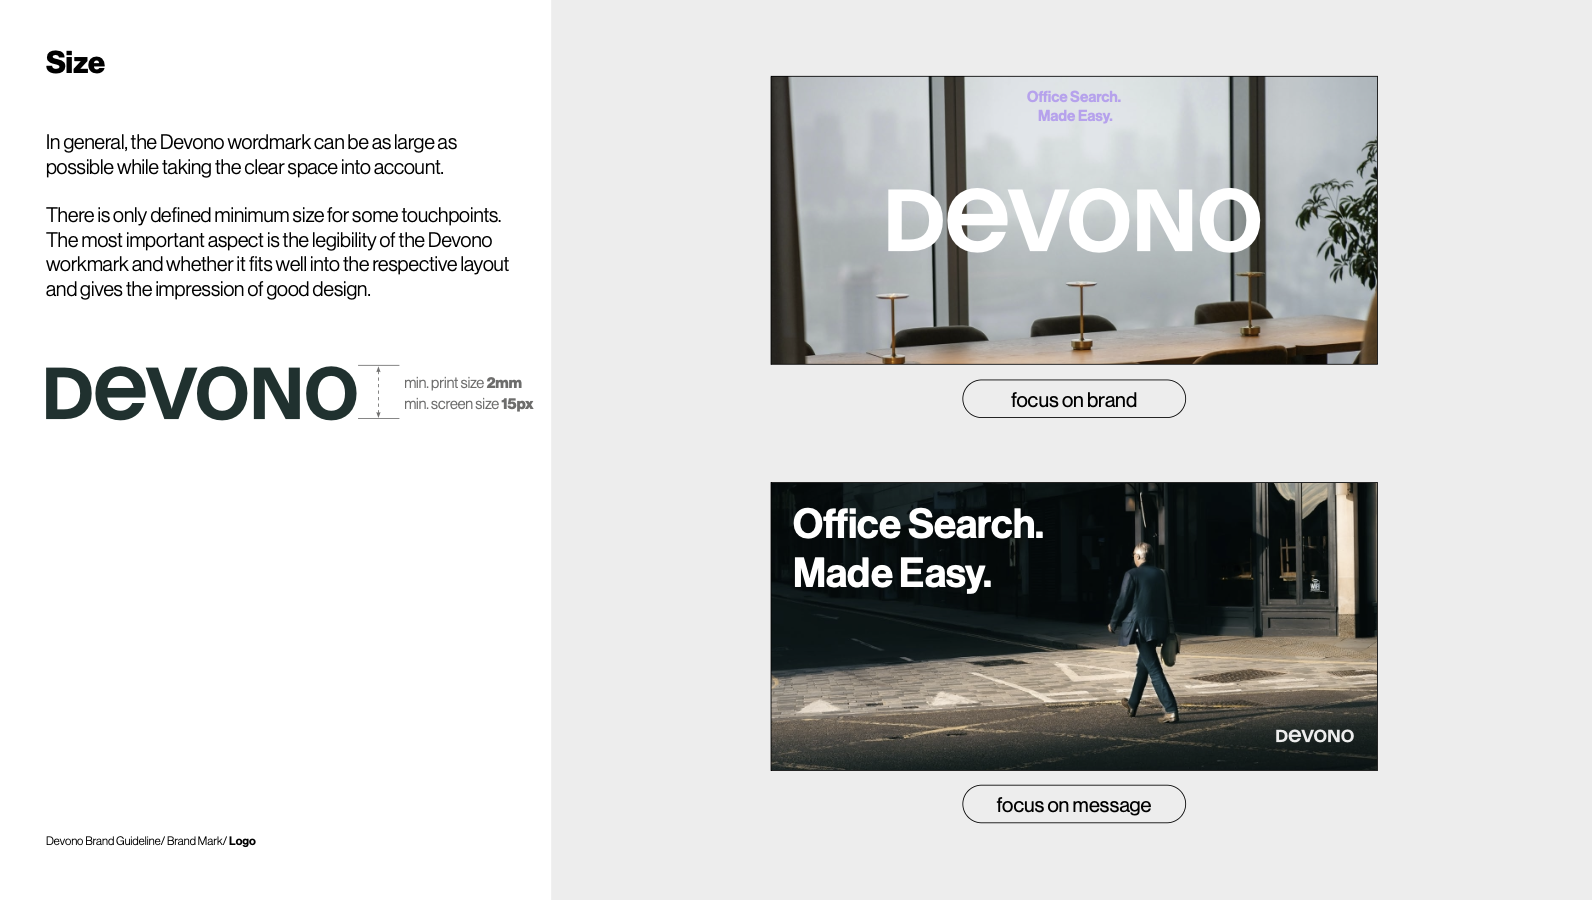 Size
In general, the Devono wordmark can be as large as
possible while taking the clear space into account.
There is only defined minimum size for some touchpoints.
The most important aspect is the legibility of the Devono
workmark and whether it fits well into the respective layout
and gives the impression of good design.
DeVONO
min. print size 2mm
min. screen size 15px
Devono Brand Guideline/ Brand Mark/ Logo
Office Search.
Made Easy.
DeVONO
focus on brand
Office Search.
Made Easy.
DeVONO
focus on message